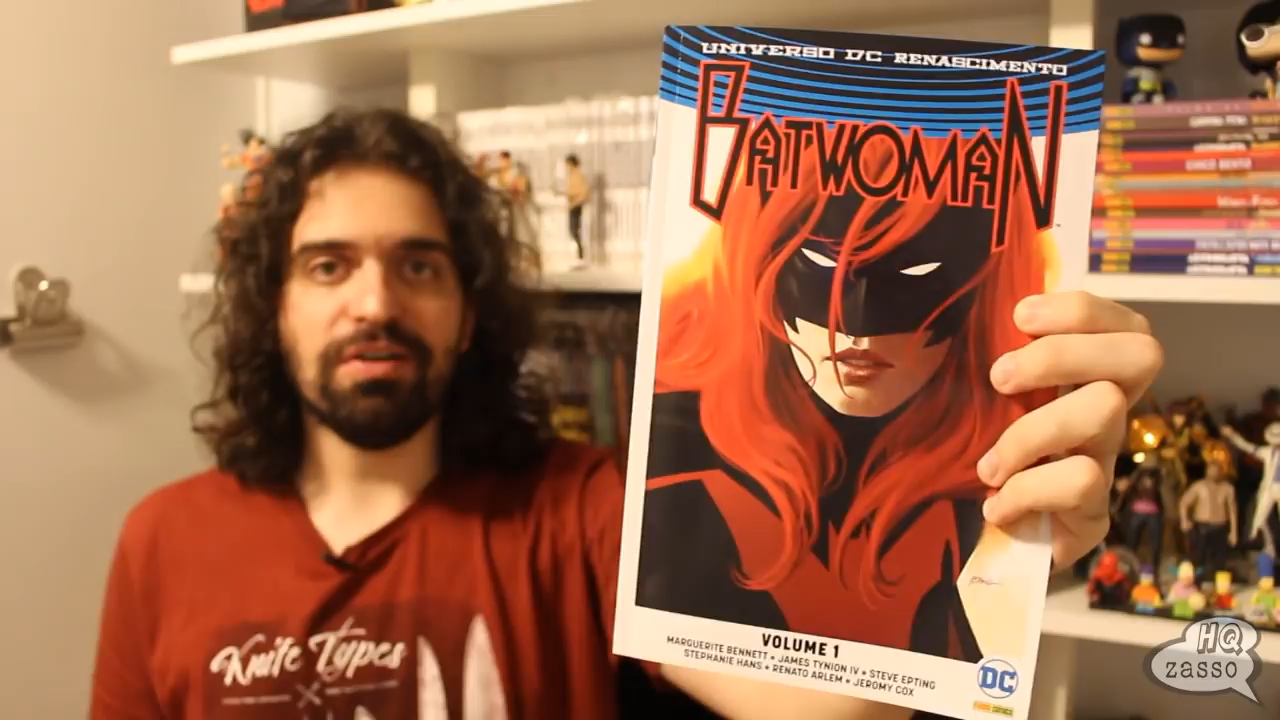 UNIVERSO DC RENASCIMENTO
BATWOMAN
VOLUME 1
MARGUERITE BENNETT • JAMES TYNION IV • STEVE EPTING
STEPHANIE HANS • RENATO ARLEM • JEROMY COX
DC
Knife Types
HQ
zasso